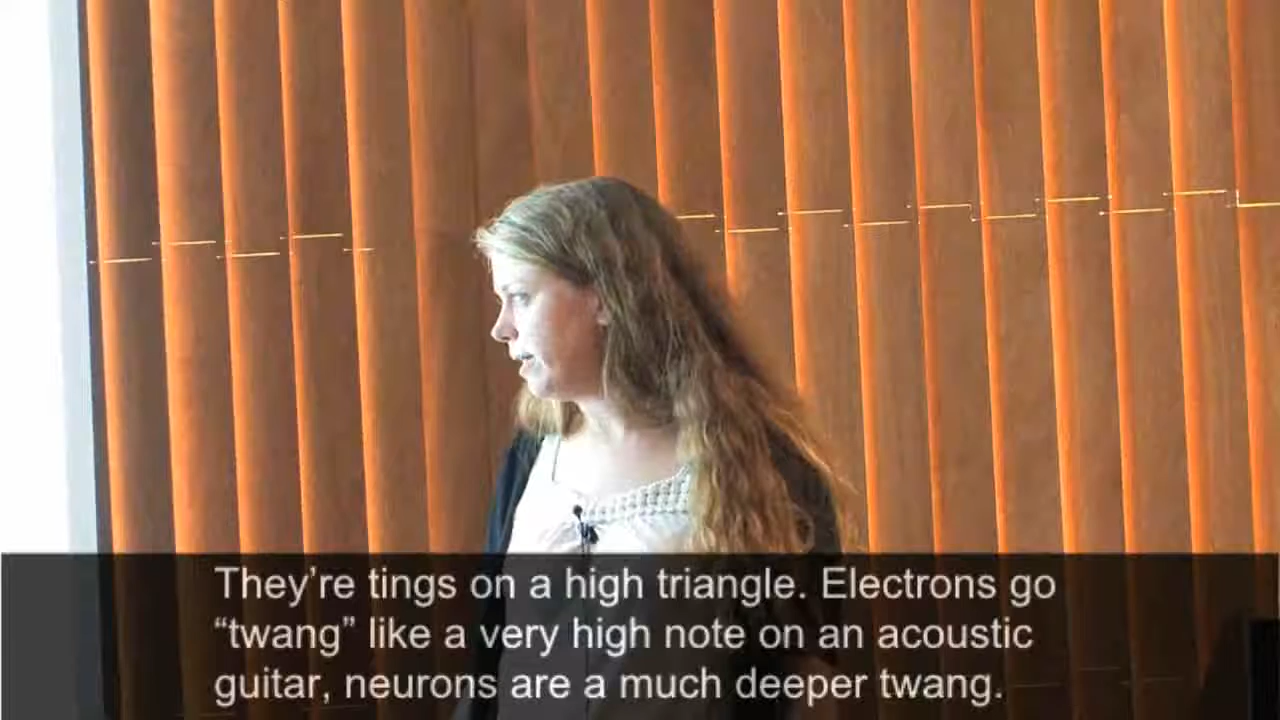 They’re tings on a high triangle. Electrons go
“twang” like a very high note on an acoustic
guitar, neurons are a much deeper twang.